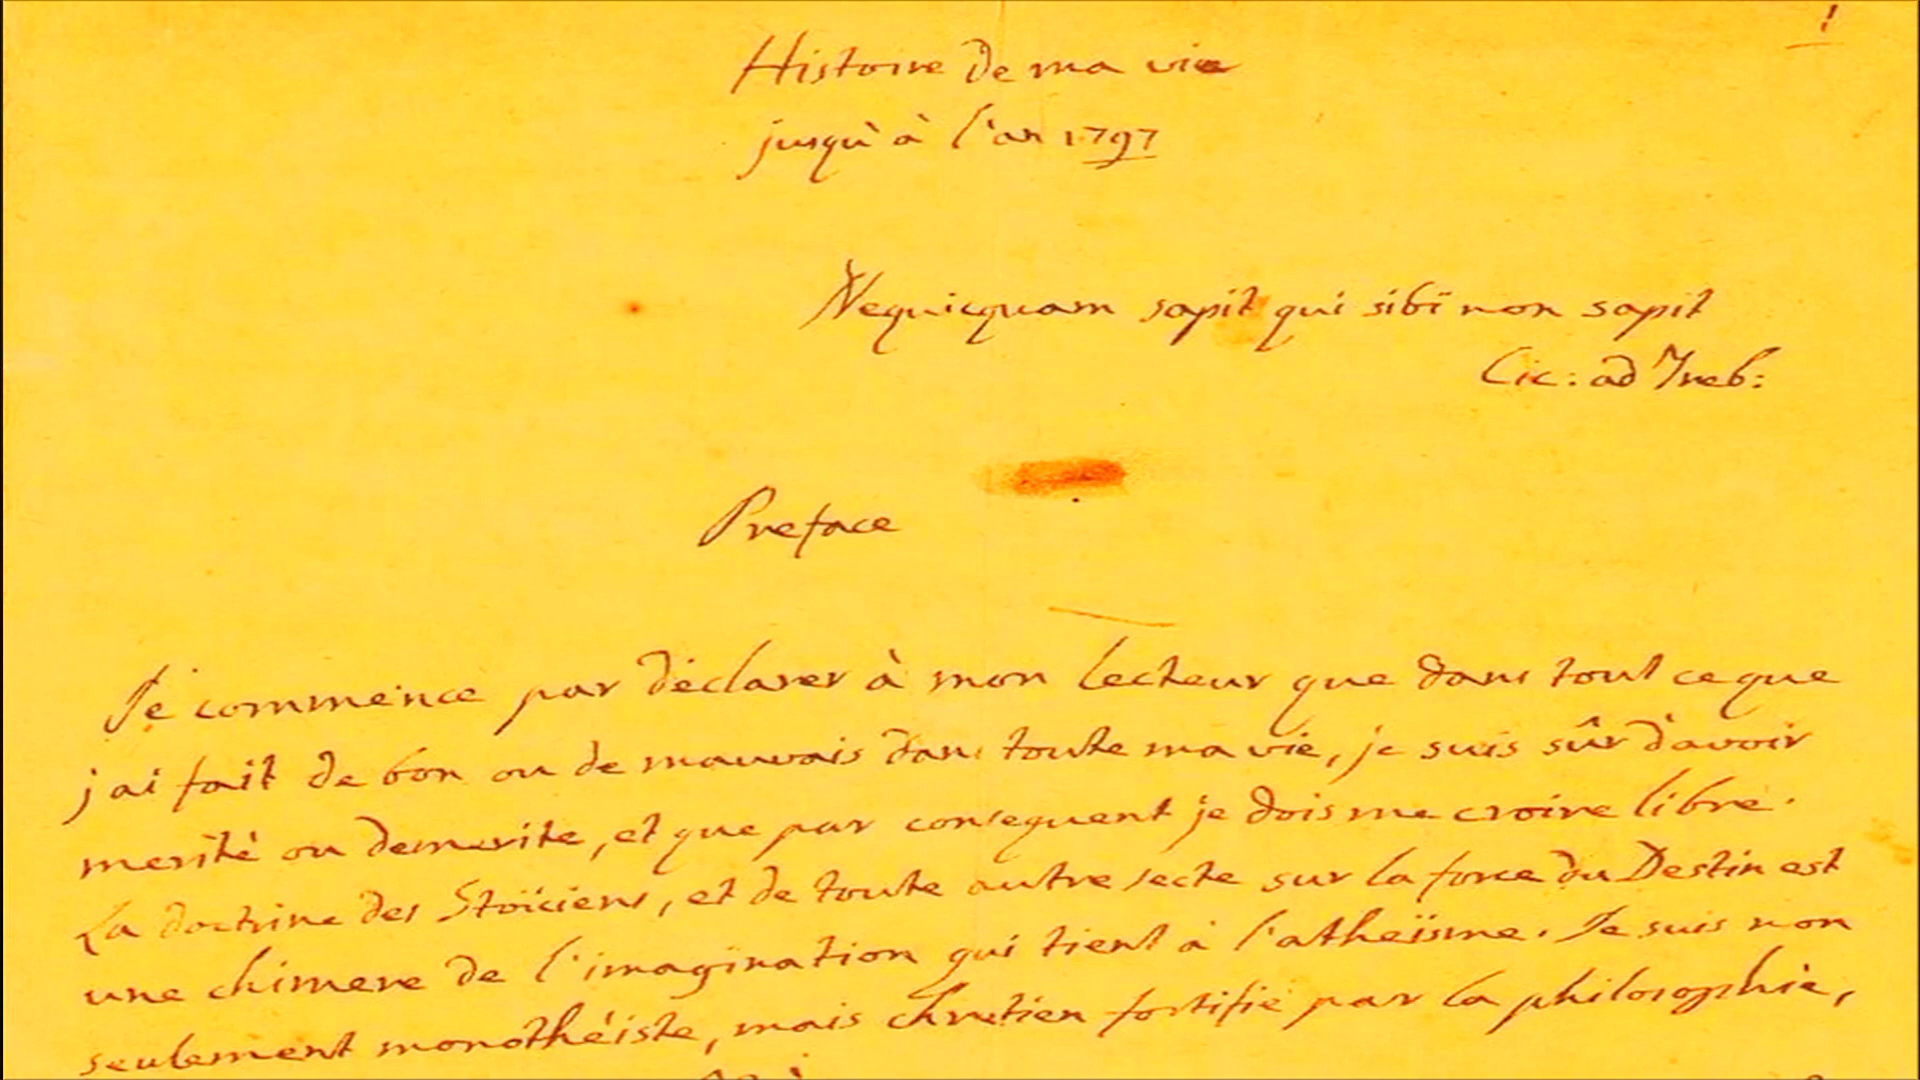 1
Histoire de ma vie
jusqu'à l'an 1797
Nequicquam sapit qui sibi non sapit
Cic: ad Treb:
Preface
Je commence par déclarer à mon lecteur que dans tout ce que
j'ai fait de bon ou de mauvais dans toute ma vie, je suis sûr d'avoir
merité ou demerite, et que par consequent je dois me croire libre.
La doctrine des Stoïciens, et de toute autre secte sur la force du Destin est
une chimere de l'imagination qui tient à l'atheïsme. Je suis non
seulement monothéiste, mais chretien fortifié par la philosophie,